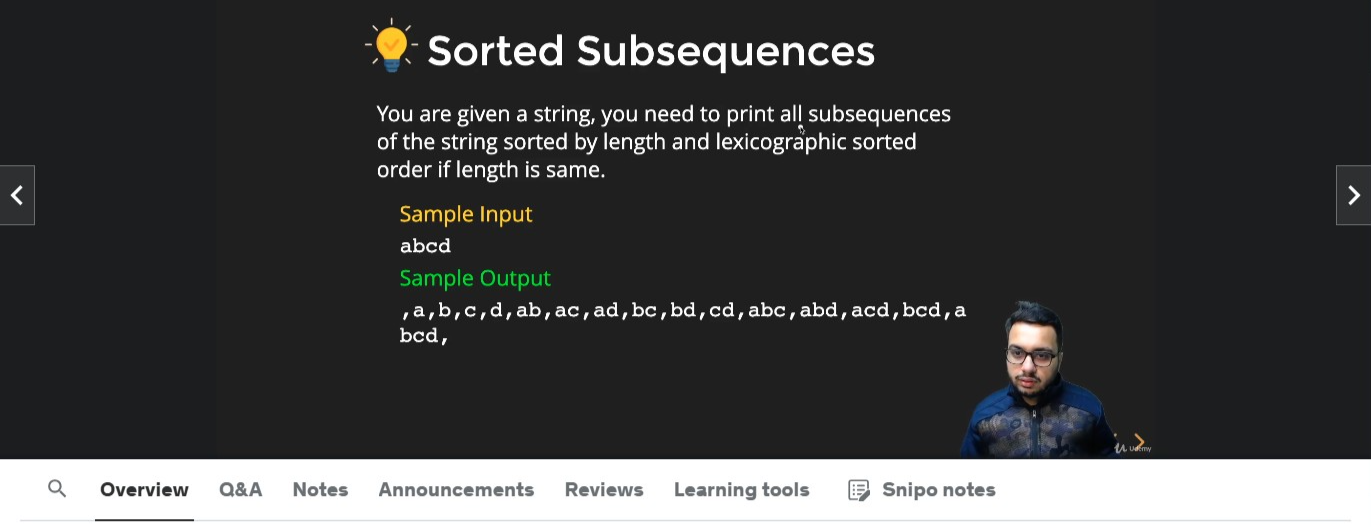 Sorted Subsequences
You are given a string, you need to print all subsequences
of the string sorted by length and lexicographic sorted
order if length is same.
Sample Input
abcd
Sample Output
,a,b,c,d,ab,ac,ad,bc,bd,cd,abc,abd,acd,bcd,a
bcd,
Udemy
Overview Q&A Notes Announcements Reviews Learning tools Snipo notes